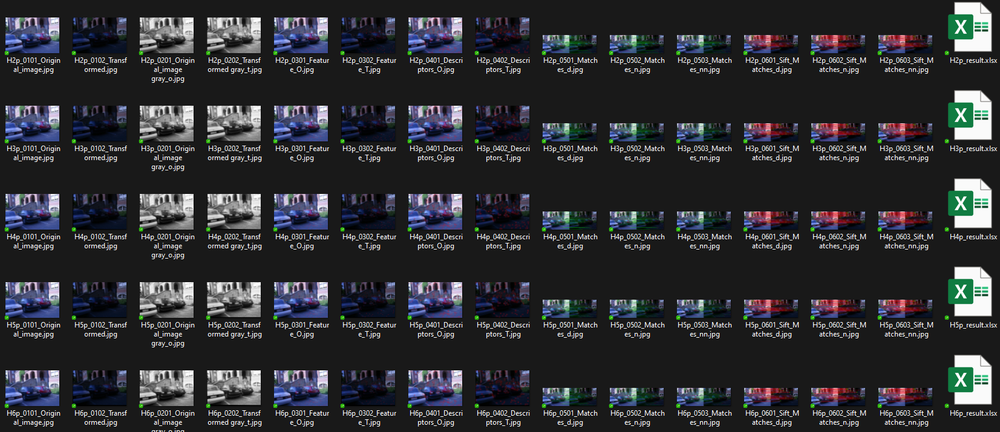 H2p_0101_Origin
al_image.jpg
H2p_0102_Transf
ormed.jpg
H2p_0201_Origin
al_image
gray_o.jpg
H2p_0202_Transf
ormed gray_t.jpg
H2p_0301_Featur
e_O.jpg
H2p_0302_Featur
e_T.jpg
H2p_0401_Descri
ptors_O.jpg
H2p_0402_Descri
ptors_T.jpg
H2p_0501_Match
es_d.jpg
H2p_0502_Match
es_n.jpg
H2p_0503_Match
es_nn.jpg
H2p_0601_Sift_M
atches_d.jpg
H2p_0602_Sift_M
atches_n.jpg
H2p_0603_Sift_M
atches_nn.jpg
X
H2p_result.xlsx
H3p_0101_Origin
al_image.jpg
H3p_0102_Transf
ormed.jpg
H3p_0201_Origin
al_image
gray_o.jpg
H3p_0202_Transf
ormed gray_t.jpg
H3p_0301_Featur
e_O.jpg
H3p_0302_Featur
e_T.jpg
H3p_0401_Descri
ptors_O.jpg
H3p_0402_Descri
ptors_T.jpg
H3p_0501_Match
es_d.jpg
H3p_0502_Match
es_n.jpg
H3p_0503_Match
es_nn.jpg
H3p_0601_Sift_M
atches_d.jpg
H3p_0602_Sift_M
atches_n.jpg
H3p_0603_Sift_M
atches_nn.jpg
X
H3p_result.xlsx
H4p_0101_Origin
al_image.jpg
H4p_0102_Transf
ormed.jpg
H4p_0201_Origin
al_image
gray_o.jpg
H4p_0202_Transf
ormed gray_t.jpg
H4p_0301_Featur
e_O.jpg
H4p_0302_Featur
e_T.jpg
H4p_0401_Descri
ptors_O.jpg
H4p_0402_Descri
ptors_T.jpg
H4p_0501_Match
es_d.jpg
H4p_0502_Match
es_n.jpg
H4p_0503_Match
es_nn.jpg
H4p_0601_Sift_M
atches_d.jpg
H4p_0602_Sift_M
atches_n.jpg
H4p_0603_Sift_M
atches_nn.jpg
X
H4p_result.xlsx
H5p_0101_Origin
al_image.jpg
H5p_0102_Transf
ormed.jpg
H5p_0201_Origin
al_image
gray_o.jpg
H5p_0202_Transf
ormed gray_t.jpg
H5p_0301_Featur
e_O.jpg
H5p_0302_Featur
e_T.jpg
H5p_0401_Descri
ptors_O.jpg
H5p_0402_Descri
ptors_T.jpg
H5p_0501_Match
es_d.jpg
H5p_0502_Match
es_n.jpg
H5p_0503_Match
es_nn.jpg
H5p_0601_Sift_M
atches_d.jpg
H5p_0602_Sift_M
atches_n.jpg
H5p_0603_Sift_M
atches_nn.jpg
X
H5p_result.xlsx
H6p_0101_Origin
al_image.jpg
H6p_0102_Transf
ormed.jpg
H6p_0201_Origin
al_image
gray_o.jpg
H6p_0202_Transf
ormed gray_t.jpg
H6p_0301_Featur
e_O.jpg
H6p_0302_Featur
e_T.jpg
H6p_0401_Descri
ptors_O.jpg
H6p_0402_Descri
ptors_T.jpg
H6p_0501_Match
es_d.jpg
H6p_0502_Match
es_n.jpg
H6p_0503_Match
es_nn.jpg
H6p_0601_Sift_M
atches_d.jpg
H6p_0602_Sift_M
atches_n.jpg
H6p_0603_Sift_M
atches_nn.jpg
X
H6p_result.xlsx